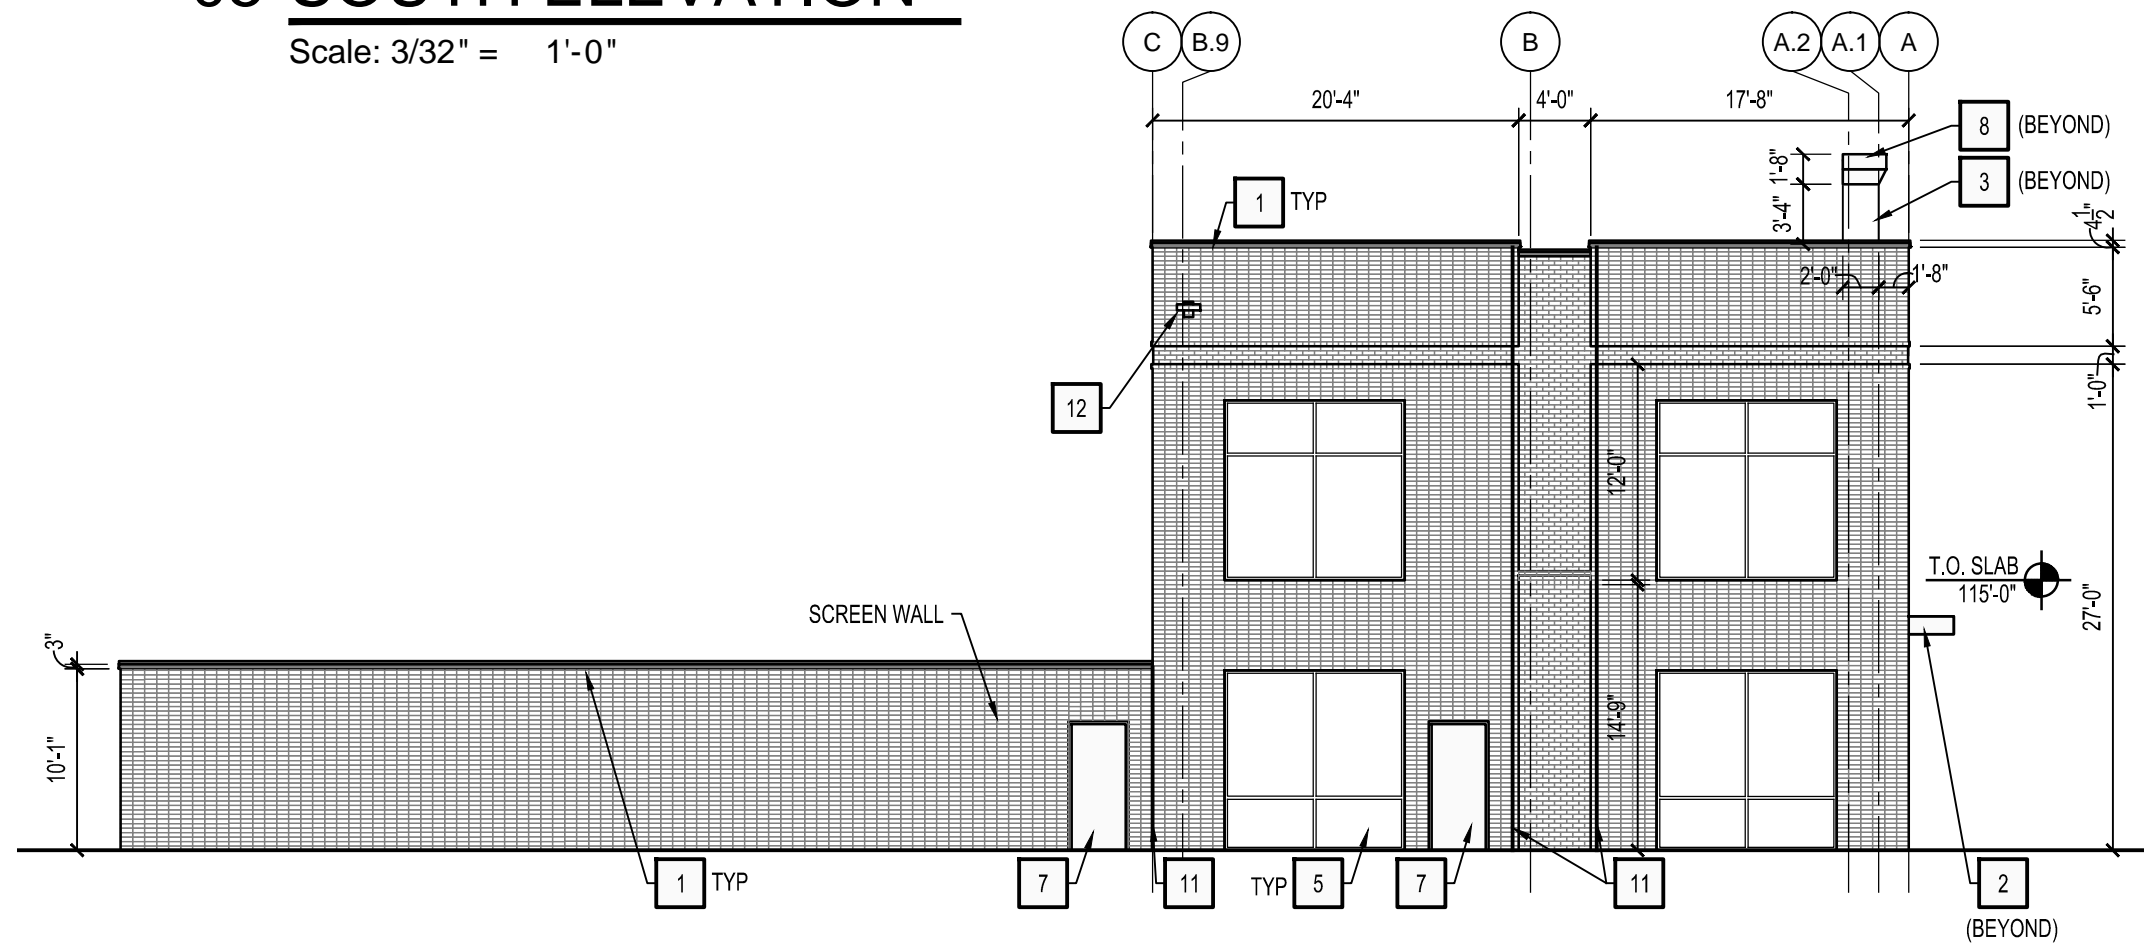 SOUTH ELEVATION
Scale: 3/32" = 1'-0"
C B.9 B A.2 A.1 A
20'-4" 4'-0" 17'-8"
8 (BEYOND)
1'-8"
3 (BEYOND)
1 TYP
3'-4"
4 1/2"
2'-0" 1'-8"
5'-6"
12
1'-0"
12'-0"
T.O. SLAB
115'-0"
27'-0"
SCREEN WALL
3"
14'-9"
10'-1"
1 TYP
7
11
TYP 5
7
11
2
(BEYOND)